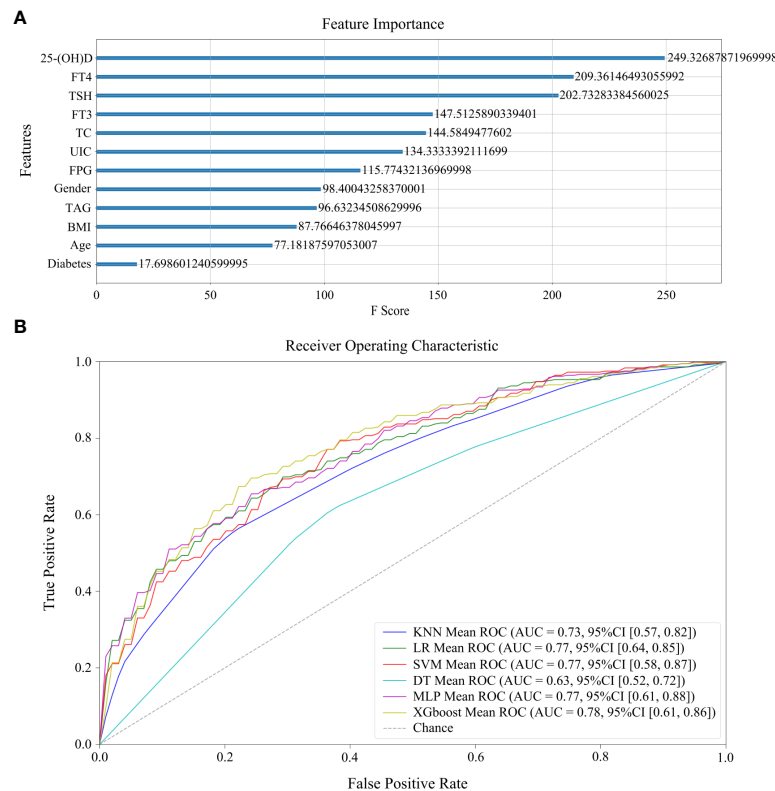 A
Feature Importance
25-(OH)D
249.32687871969998
FT4
209.36146493055992
TSH
202.73283384560025
FT3
147.5125890339401
TC
144.5849477602
UIC
134.3333392111699
FPG
115.77432136969998
Gender
98.40043258370001
TAG
96.63234508629996
BMI
87.76646378045997
Age
77.18187597053007
Diabetes
17.698601240599995
Features
0 50 100 150 200 250
F Score
B
Receiver Operating Characteristic
1.0
0.8
0.6
0.4
0.2
0.0
True Positive Rate
KNN Mean ROC (AUC = 0.73, 95%CI [0.57, 0.82])
LR Mean ROC (AUC = 0.77, 95%CI [0.64, 0.85])
SVM Mean ROC (AUC = 0.77, 95%CI [0.58, 0.87])
DT Mean ROC (AUC = 0.63, 95%CI [0.52, 0.72])
MLP Mean ROC (AUC = 0.77, 95%CI [0.61, 0.88])
XGboost Mean ROC (AUC = 0.78, 95%CI [0.61, 0.86])
Chance
0.0 0.2 0.4 0.6 0.8 1.0
False Positive Rate